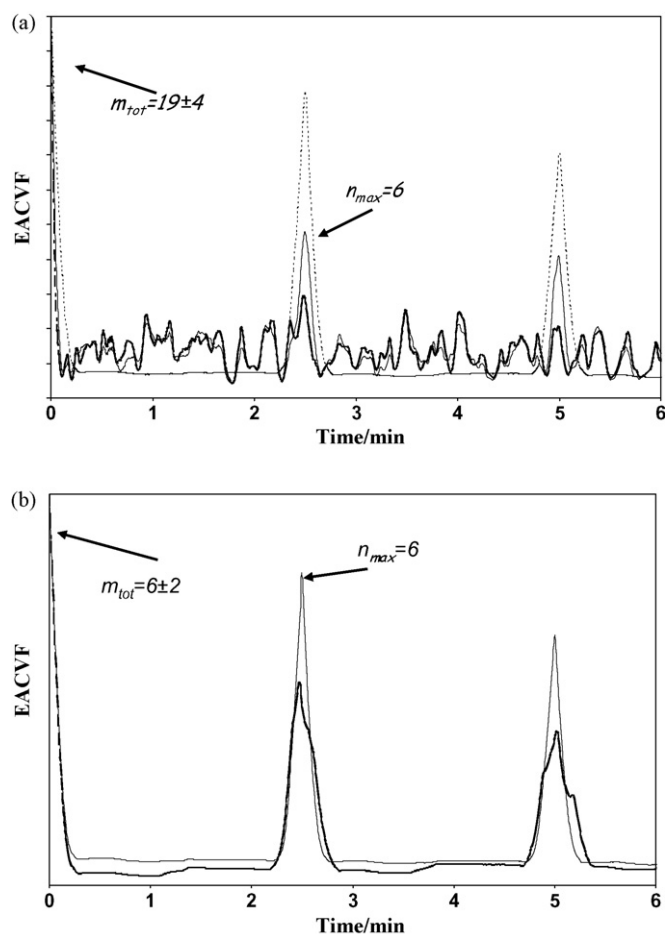 (a)
m_tot=19±4
n_max=6
EACVF
0 1 2 3 4 5 6
Time/min
(b)
n_max=6
m_tot=6±2
EACVF
0 1 2 3 4 5 6
Time/min